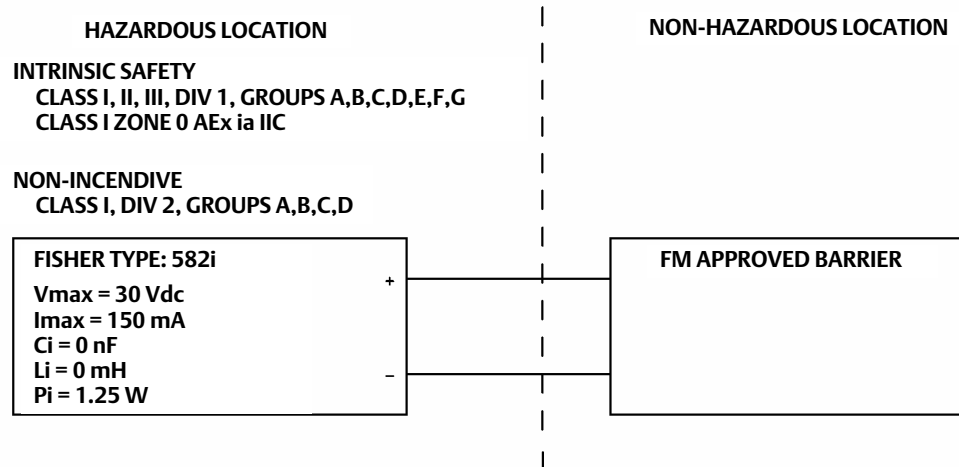 HAZARDOUS LOCATION
NON-HAZARDOUS LOCATION
INTRINSIC SAFETY
CLASS I, II, III, DIV 1, GROUPS A,B,C,D,E,F,G
CLASS I ZONE 0 AEx ia IIC
NON-INCENDIVE
CLASS I, DIV 2, GROUPS A,B,C,D
FISHER TYPE: 582i
Vmax = 30 Vdc
Imax = 150 mA
Ci = 0 nF
Li = 0 mH
Pi = 1.25 W
+
−
FM APPROVED BARRIER